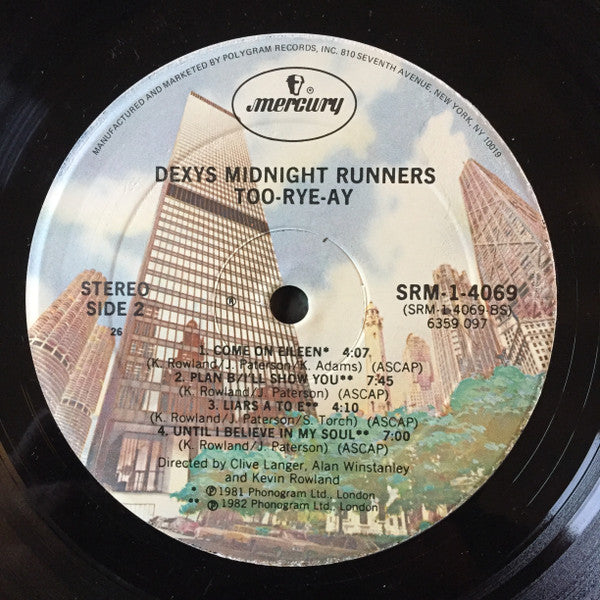 MANUFACTURED AND MARKETED BY POLYGRAM RECORDS, INC. 810 SEVENTH AVENUE, NEW YORK, NY 10019
® mercury
DEXYS MIDNIGHT RUNNERS
TOO-RYE-AY
STEREO
SIDE 2
26
℗
SRM-1-4069
(SRM-1-4069-BS)
6359 097
1. COME ON EILEEN* 4:07
(K. Rowland/J. Paterson/K. Adams) (ASCAP)
2. PLAN B/I'LL SHOW YOU** 7:45
(K. Rowland/J. Paterson) (ASCAP)
3. LIARS A TO E** 4:10
(K. Rowland/J. Paterson/S. Torch) (ASCAP)
4. UNTIL I BELIEVE IN MY SOUL** 7:00
(K. Rowland/J. Paterson) (ASCAP)
Directed by Clive Langer, Alan Winstanley
and Kevin Rowland
* ℗ 1981 Phonogram Ltd., London
** ℗ 1982 Phonogram Ltd., London